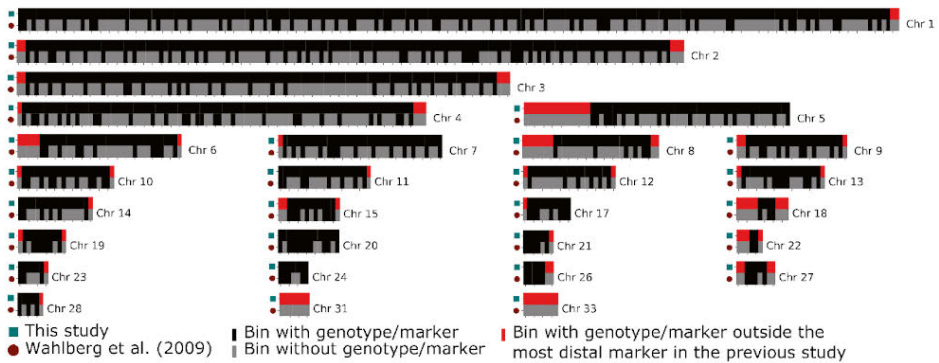 Chr 1
Chr 2
Chr 3
Chr 4 Chr 5
Chr 6 Chr 7 Chr 8 Chr 9
Chr 10 Chr 11 Chr 12 Chr 13
Chr 14 Chr 15 Chr 17 Chr 18
Chr 19 Chr 20 Chr 21 Chr 22
Chr 23 Chr 24 Chr 26 Chr 27
Chr 28 Chr 31 Chr 33
This study Bin with genotype/marker Bin with genotype/marker outside the
Wahlberg et al. (2009) Bin without genotype/marker most distal marker in the previous study